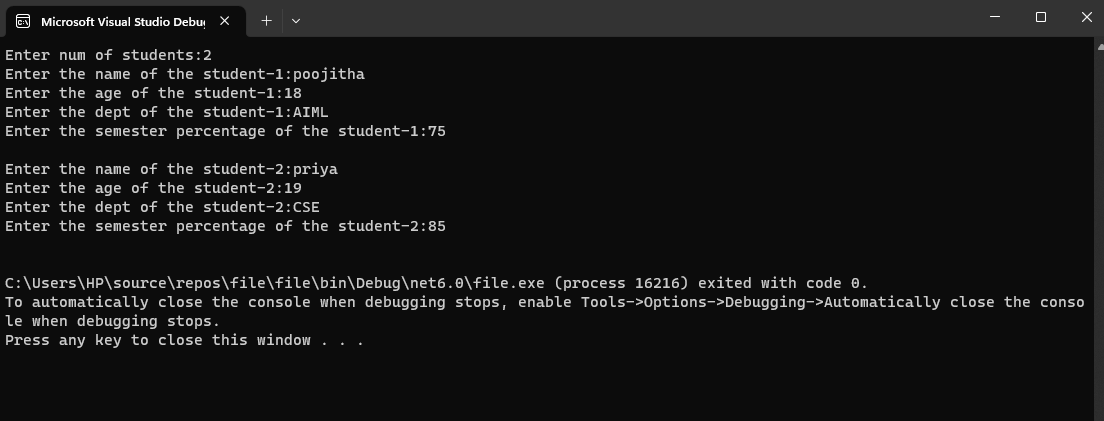 Microsoft Visual Studio Debug
Enter num of students:2
Enter the name of the student-1:poojitha
Enter the age of the student-1:18
Enter the dept of the student-1:AIML
Enter the semester percentage of the student-1:75
Enter the name of the student-2:priya
Enter the age of the student-2:19
Enter the dept of the student-2:CSE
Enter the semester percentage of the student-2:85
C:\Users\HP\source\repos\file\file\bin\Debug\net6.0\file.exe (process 16216) exited with code 0.
To automatically close the console when debugging stops, enable Tools->Options->Debugging->Automatically close the conso
le when debugging stops.
Press any key to close this window . . .